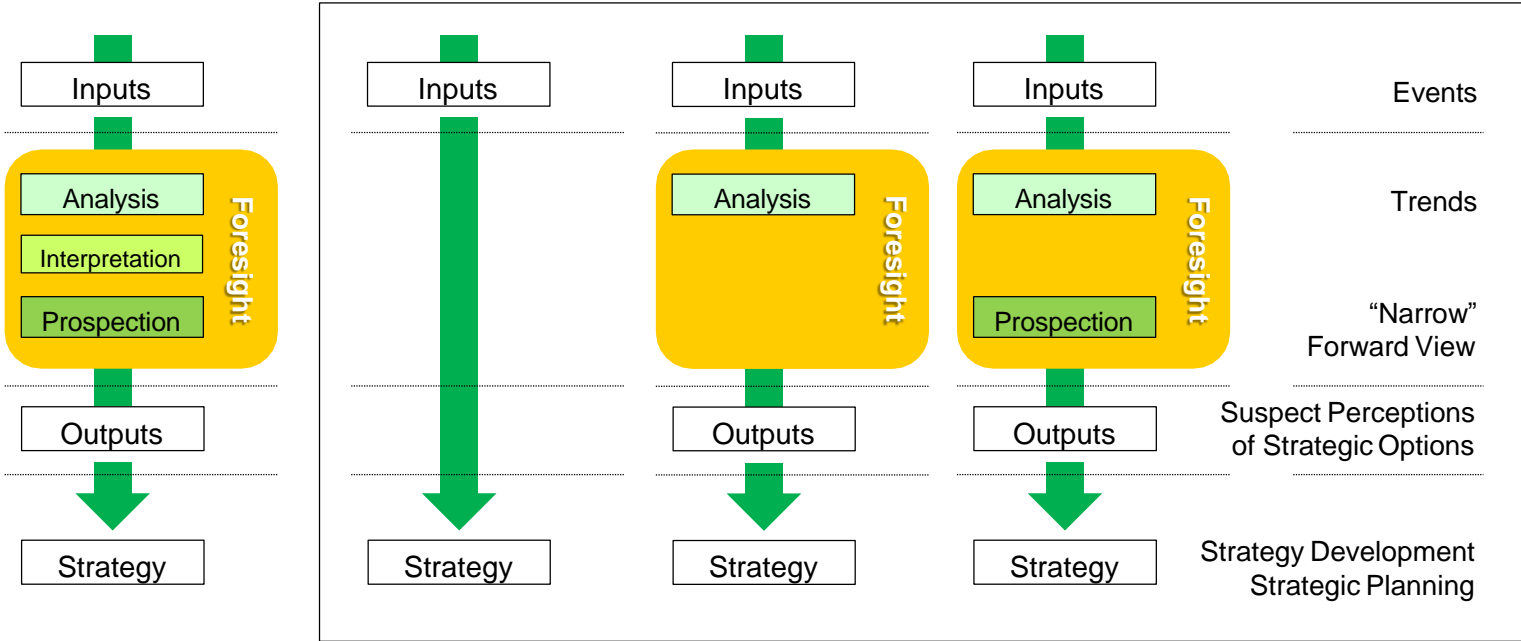 Inputs
Inputs
Inputs
Inputs
Events
Analysis
Interpretation
Prospection
Foresight
Analysis
Foresight
Analysis
Prospection
Foresight
Trends
“Narrow”
Forward View
Outputs
Outputs
Outputs
Suspect Perceptions
of Strategic Options
Strategy
Strategy
Strategy
Strategy
Strategy Development
Strategic Planning